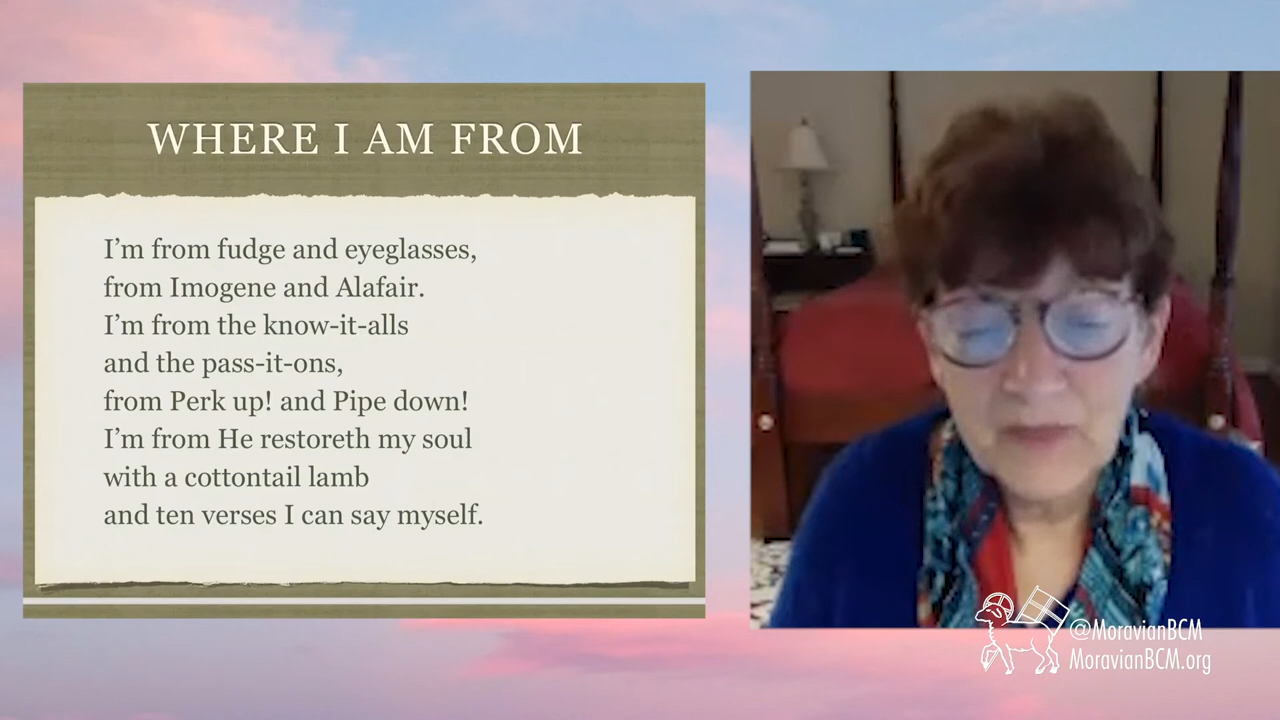 WHERE I AM FROM
I’m from fudge and eyeglasses,
from Imogene and Alafair.
I’m from the know-it-alls
and the pass-it-ons,
from Perk up! and Pipe down!
I’m from He restoreth my soul
with a cottontail lamb
and ten verses I can say myself.
@MoravianBCM
MoravianBCM.org